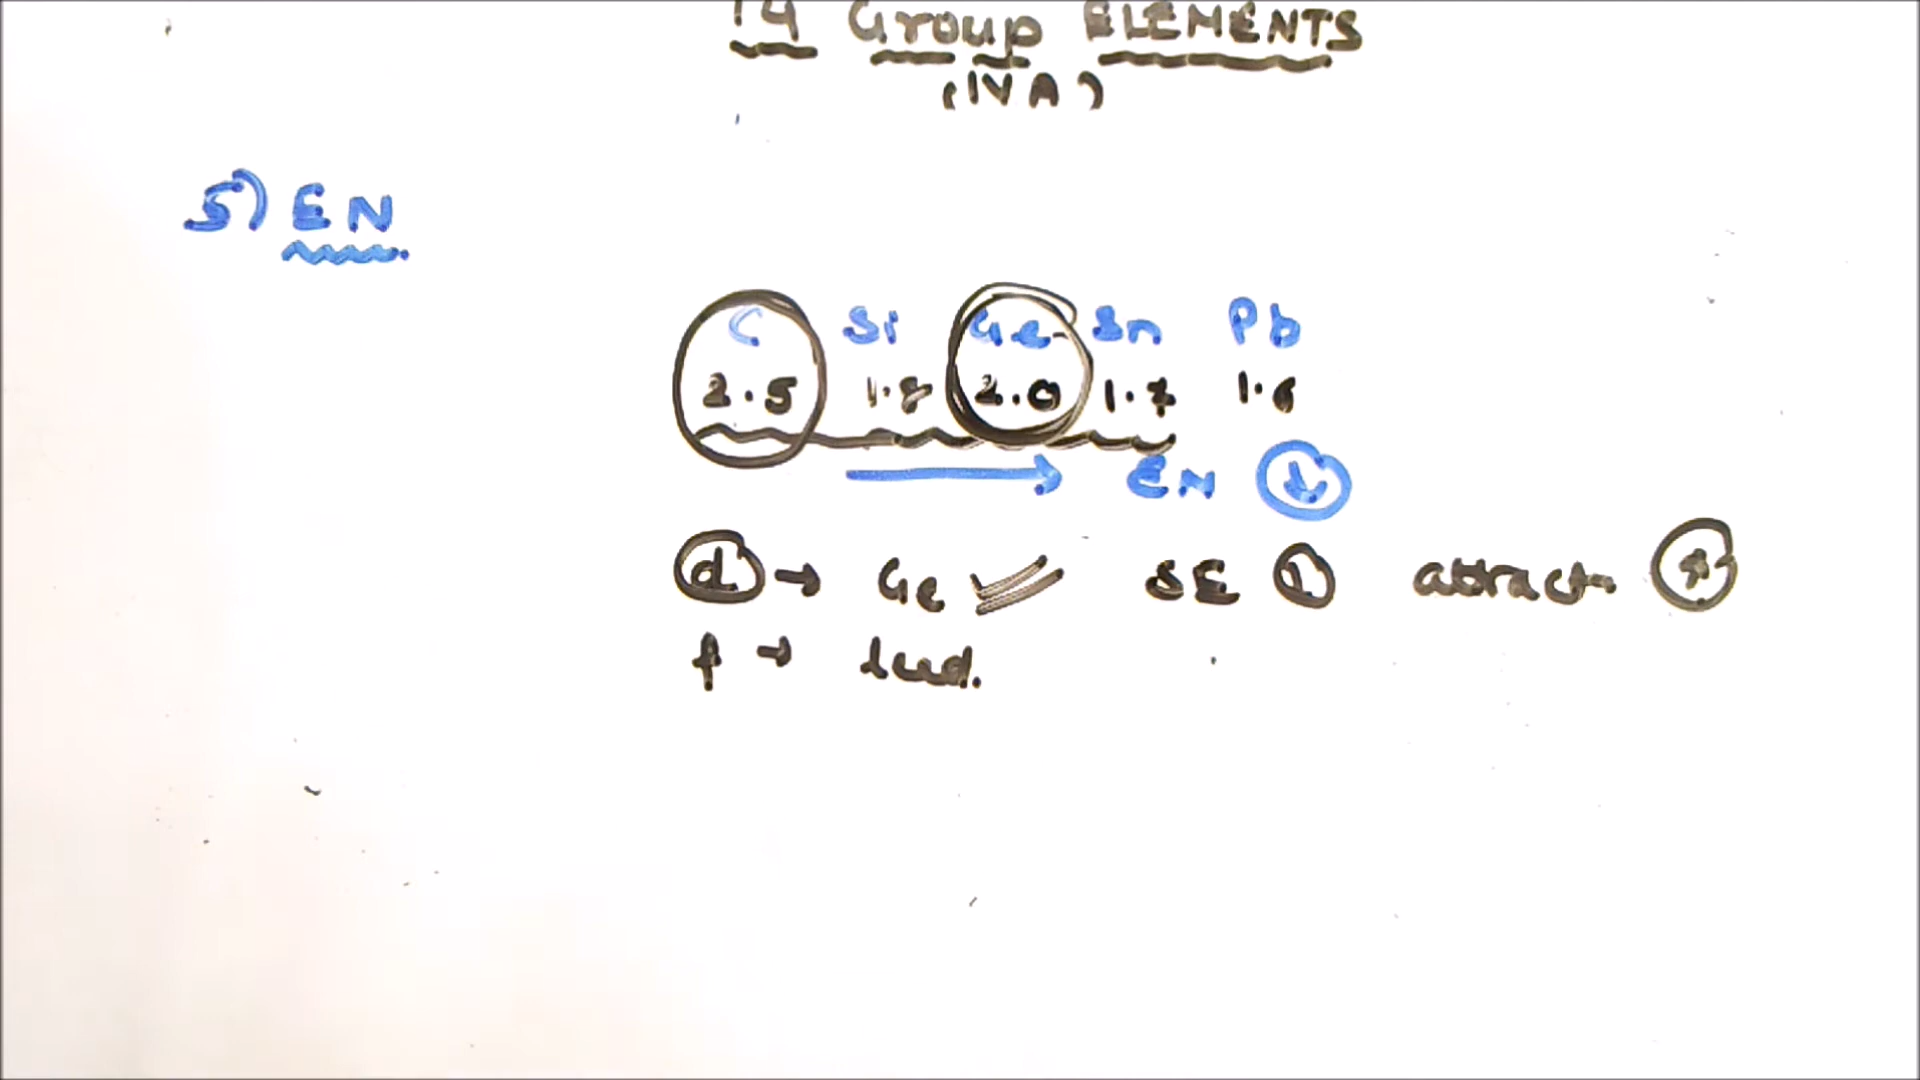 14 Group ELEMENTS
(IVA)
5) EN
C Si Ge Sn Pb
2.5 1.8 2.0 1.7 1.6
→ EN ↓
d → Ge SE ↓ attract ↑
f → lead.